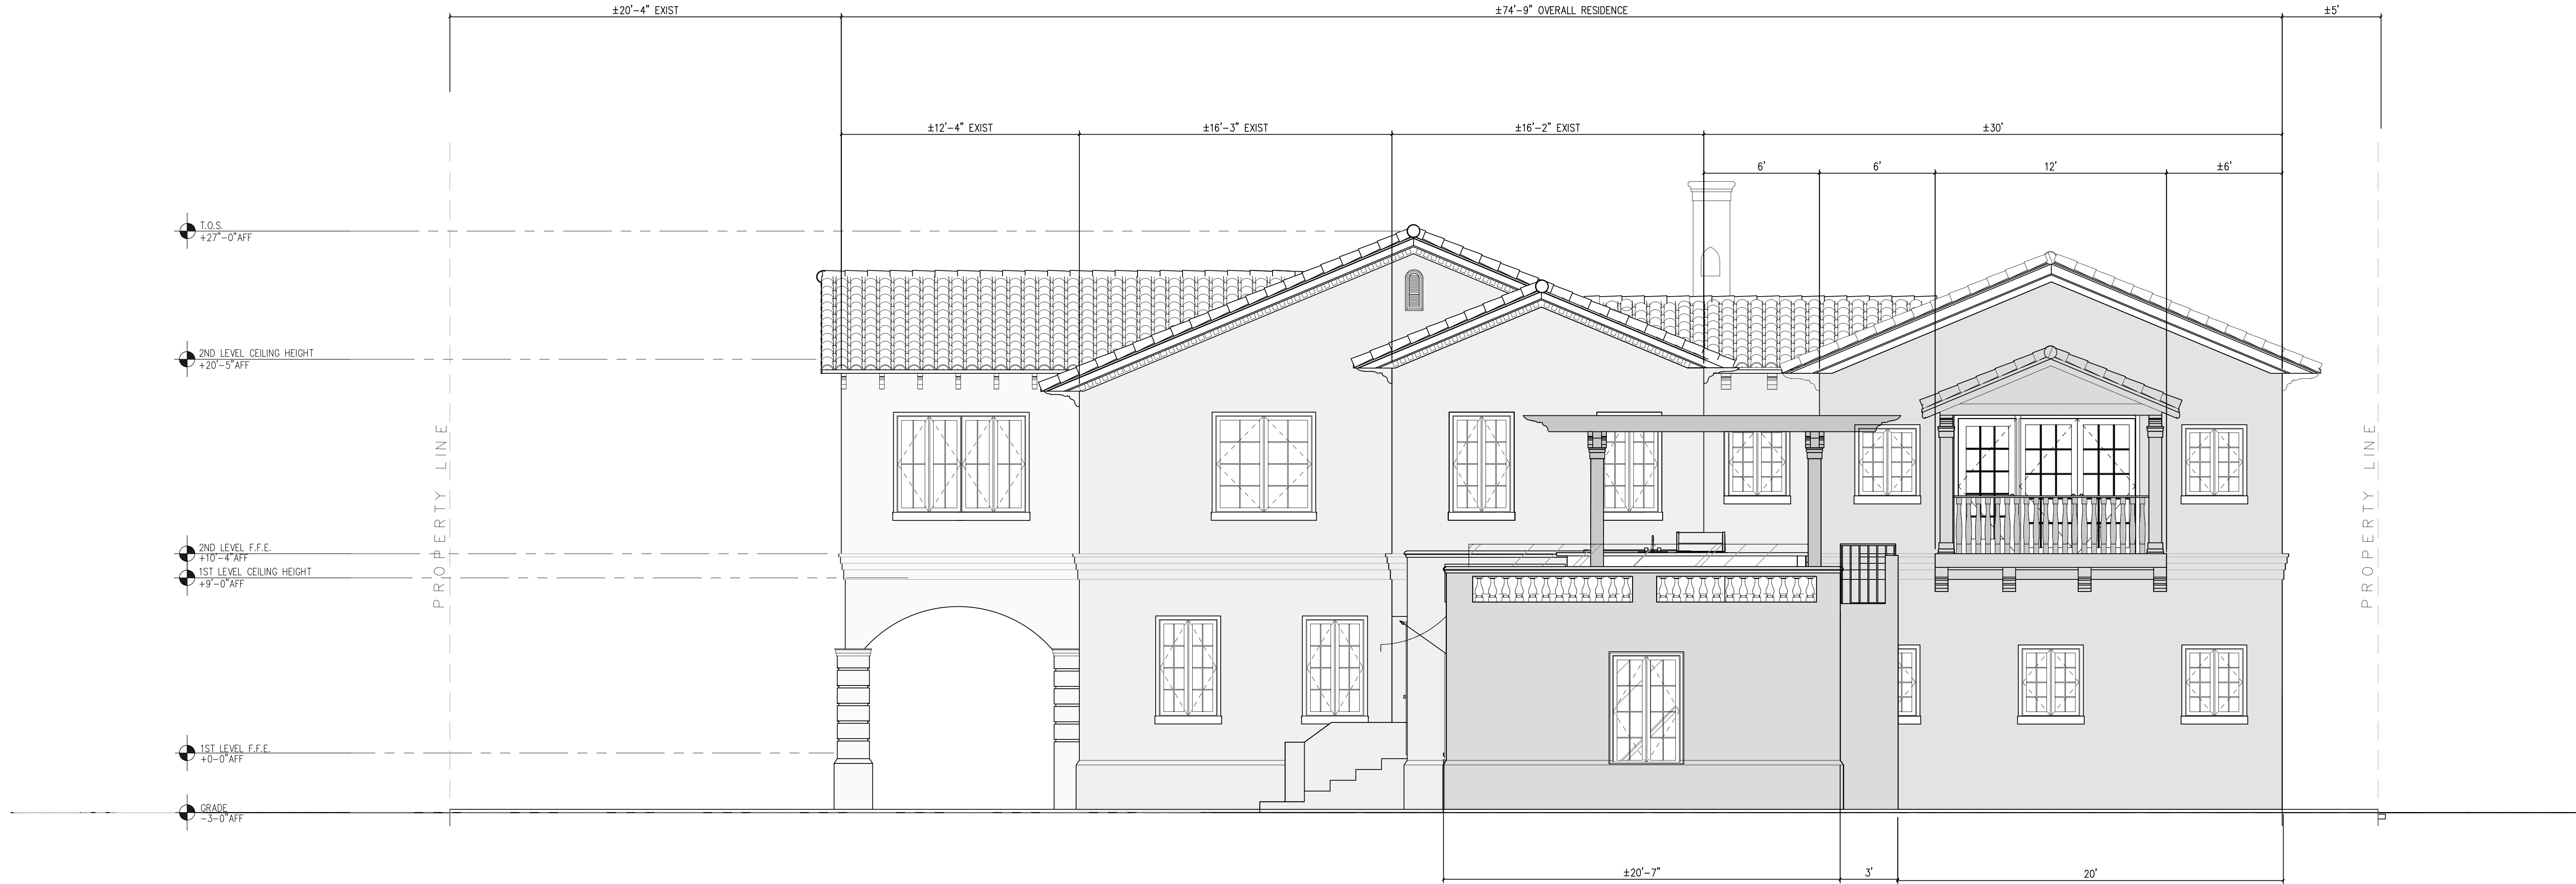 ±20'-4" EXIST
±74'-9" OVERALL RESIDENCE
±5'
±12'-4" EXIST
±16'-3" EXIST
±16'-2" EXIST
±30'
6'
6'
12'
±6'
T.O.S.
+27"-0"AFF
2ND LEVEL CEILING HEIGHT
+20'-5"AFF
PROPERTY LINE
PROPERTY LINE
2ND LEVEL F.F.E.
+10'-4"AFF
1ST LEVEL CEILING HEIGHT
+9'-0"AFF
1ST LEVEL F.F.E.
+0-0"AFF
GRADE
-3-0"AFF
±20'-7"
3'
20'